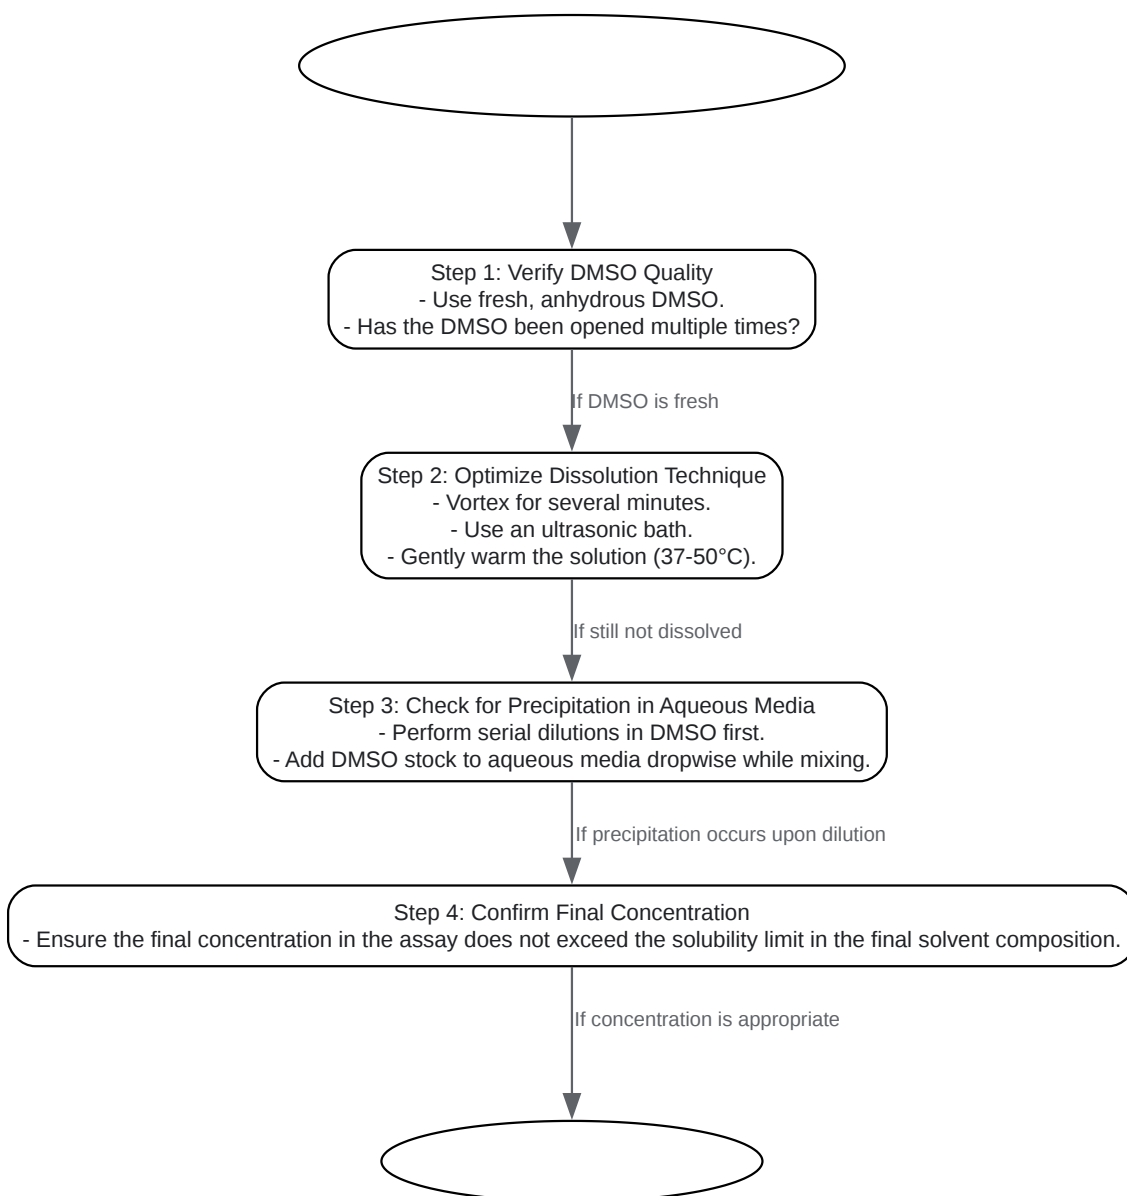 Step 1: Verify DMSO Quality
- Use fresh, anhydrous DMSO.
- Has the DMSO been opened multiple times?
If DMSO is fresh
Step 2: Optimize Dissolution Technique
- Vortex for several minutes.
- Use an ultrasonic bath.
- Gently warm the solution (37-50°C).
If still not dissolved
Step 3: Check for Precipitation in Aqueous Media
- Perform serial dilutions in DMSO first.
- Add DMSO stock to aqueous media dropwise while mixing.
If precipitation occurs upon dilution
Step 4: Confirm Final Concentration
- Ensure the final concentration in the assay does not exceed the solubility limit in the final solvent composition.
If concentration is appropriate